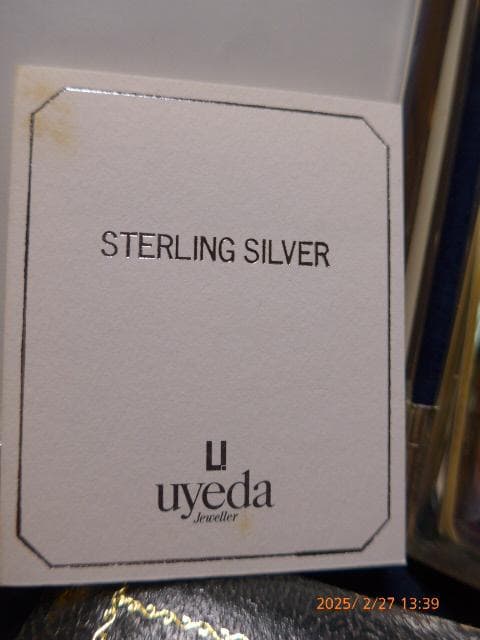 STERLING SILVER
uyeda
Jeweller
2025/ 2/27 13:39